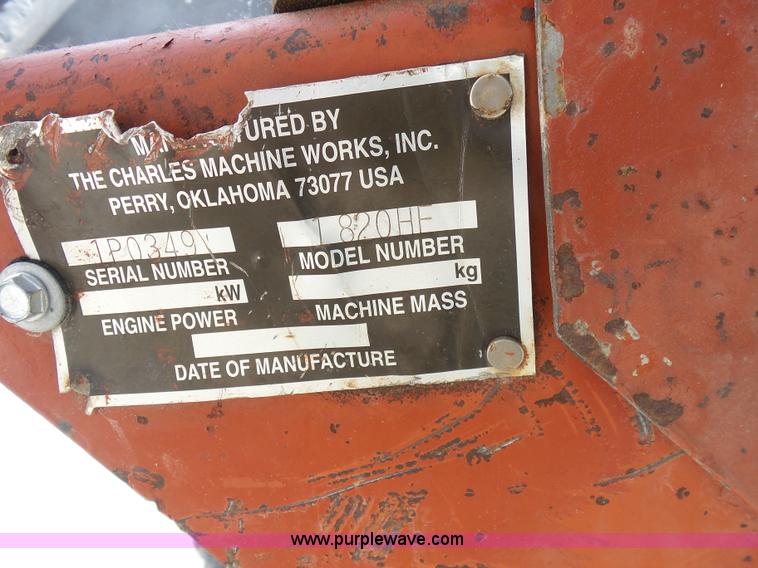 URED BY
THE CHARLES MACHINE WORKS, INC.
PERRY, OKLAHOMA 73077 USA
1P0349 1820HE
SERIAL NUMBER MODEL NUMBER
kW kg
ENGINE POWER MACHINE MASS
DATE OF MANUFACTURE
www.purplewave.com